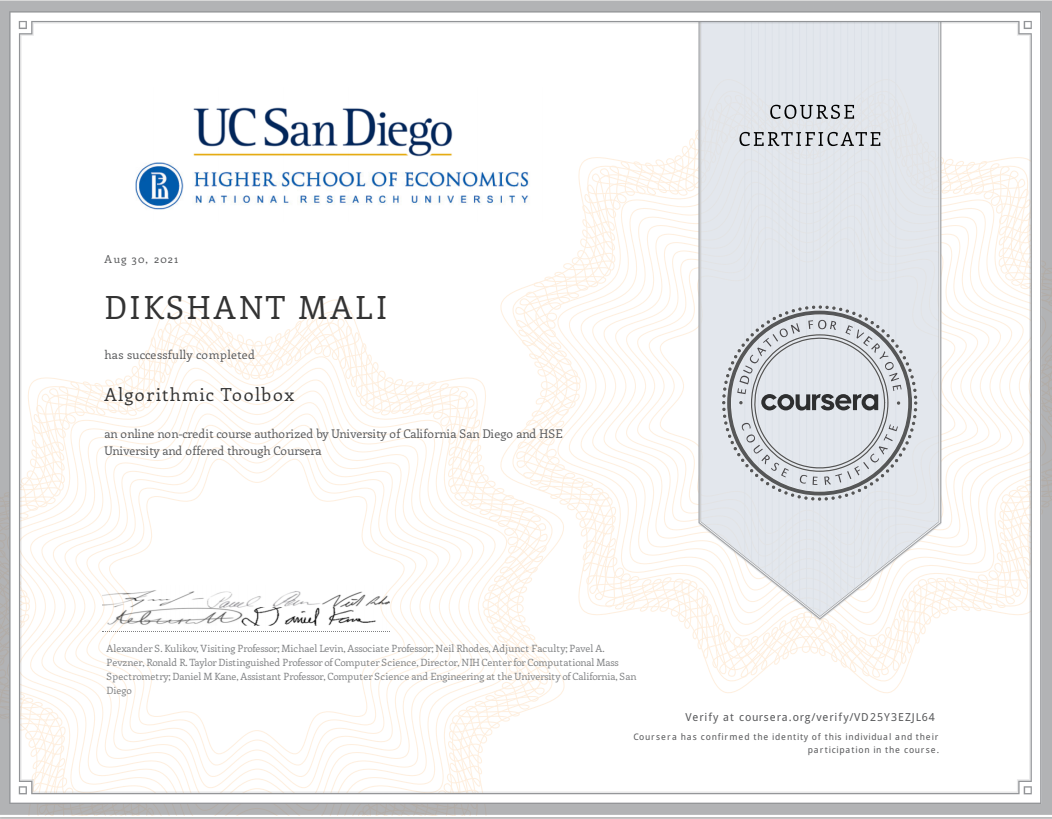 UC San Diego
HIGHER SCHOOL OF ECONOMICS
NATIONAL RESEARCH UNIVERSITY
COURSE
CERTIFICATE
Aug 30, 2021
DIKSHANT MALI
has successfully completed
Algorithmic Toolbox
an online non-credit course authorized by University of California San Diego and HSE
University and offered through Coursera
EDUCATION FOR EVERYONE
coursera
COURSE CERTIFICATE
Daniel Kane
Alexander S. Kulikov, Visiting Professor; Michael Levin, Associate Professor; Neil Rhodes, Adjunct Faculty; Pavel A.
Pevzner, Ronald R. Taylor Distinguished Professor of Computer Science, Director, NIH Center for Computational Mass
Spectrometry; Daniel M Kane, Assistant Professor, Computer Science and Engineering at the University of California, San
Diego
Verify at coursera.org/verify/VD25Y3EZJL64
Coursera has confirmed the identity of this individual and their
participation in the course.